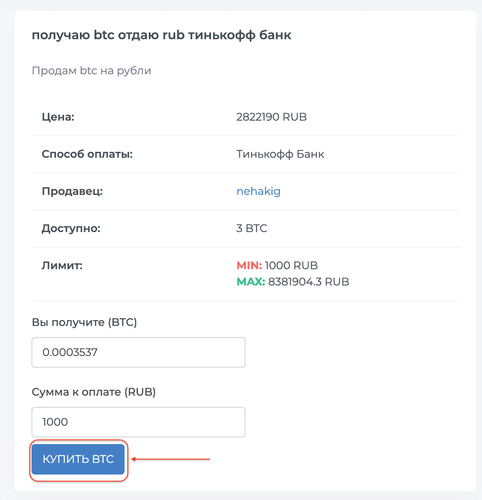 получаю btc отдаю rub тинькофф банк
Продам btc на рубли
Цена: 2822190 RUB
Способ оплаты: Тинькофф Банк
Продавец: nehakig
Доступно: 3 BTC
Лимит: MIN: 1000 RUB
MAX: 8381904.3 RUB
Вы получите (BTC)
0.0003537
Сумма к оплате (RUB)
1000
КУПИТЬ BTC